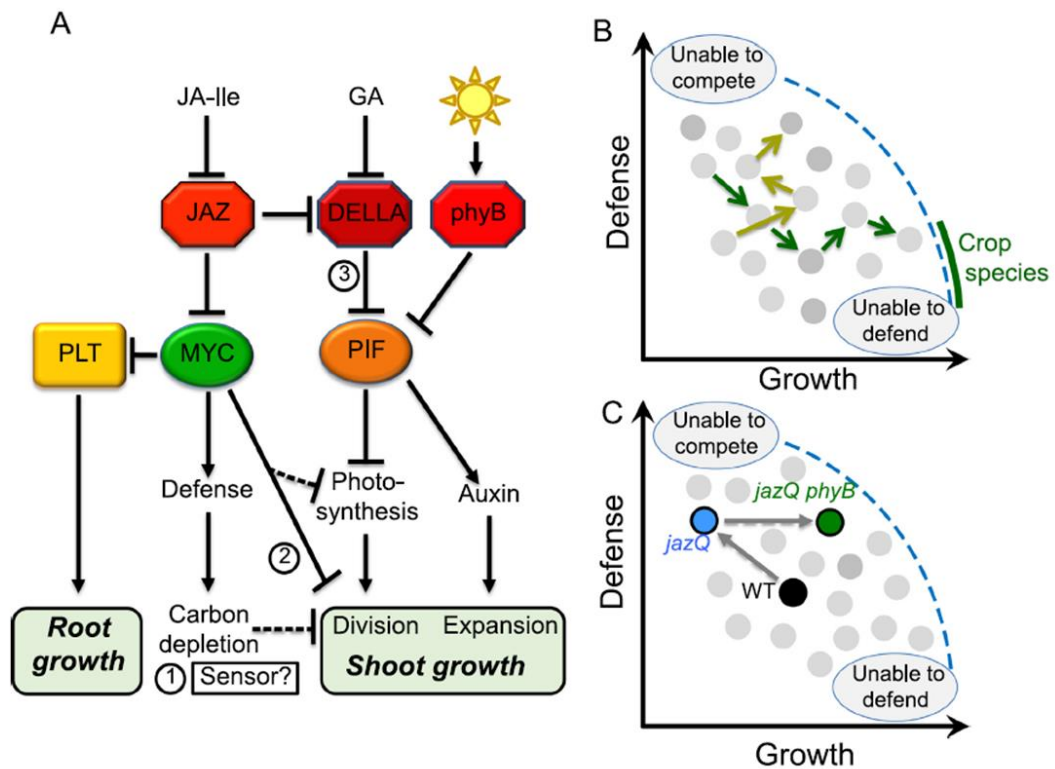 A
JA-Ile
GA
JAZ
DELLA
phyB
3
PLT
MYC
PIF
Defense
Photo-
synthesis
Auxin
2
Root
growth
Carbon
depletion
1
Sensor?
Division
Expansion
Shoot growth
B
Unable to
compete
Defense
Crop
species
Unable to
defend
Growth
C
Unable to
compete
jazQ phyB
jazQ
WT
Defense
Unable to
defend
Growth